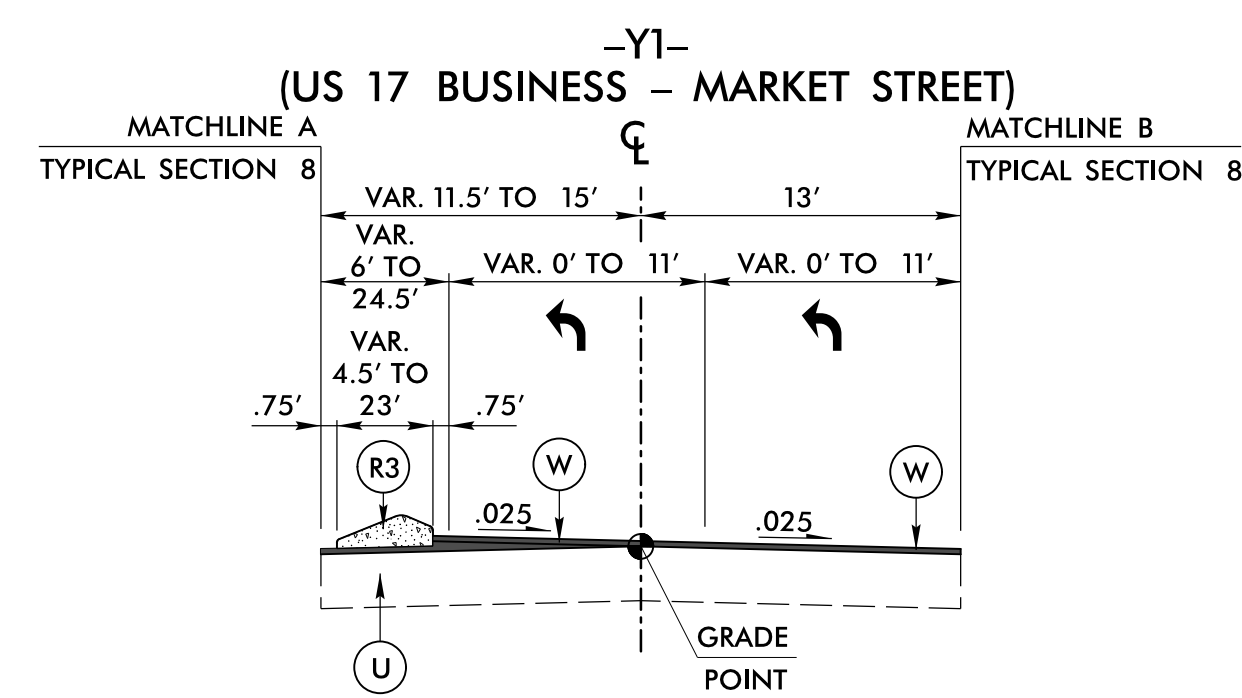 –Y1–
(US 17 BUSINESS – MARKET STREET)
MATCHLINE A
TYPICAL SECTION 8
℄
MATCHLINE B
TYPICAL SECTION 8
VAR. 11.5' TO 15'
13'
VAR.
6' TO
24.5'
VAR. 0' TO 11'
VAR. 0' TO 11'
VAR.
4.5' TO
23'
.75'
.75'
R3
W
W
.025
.025
GRADE
POINT
U